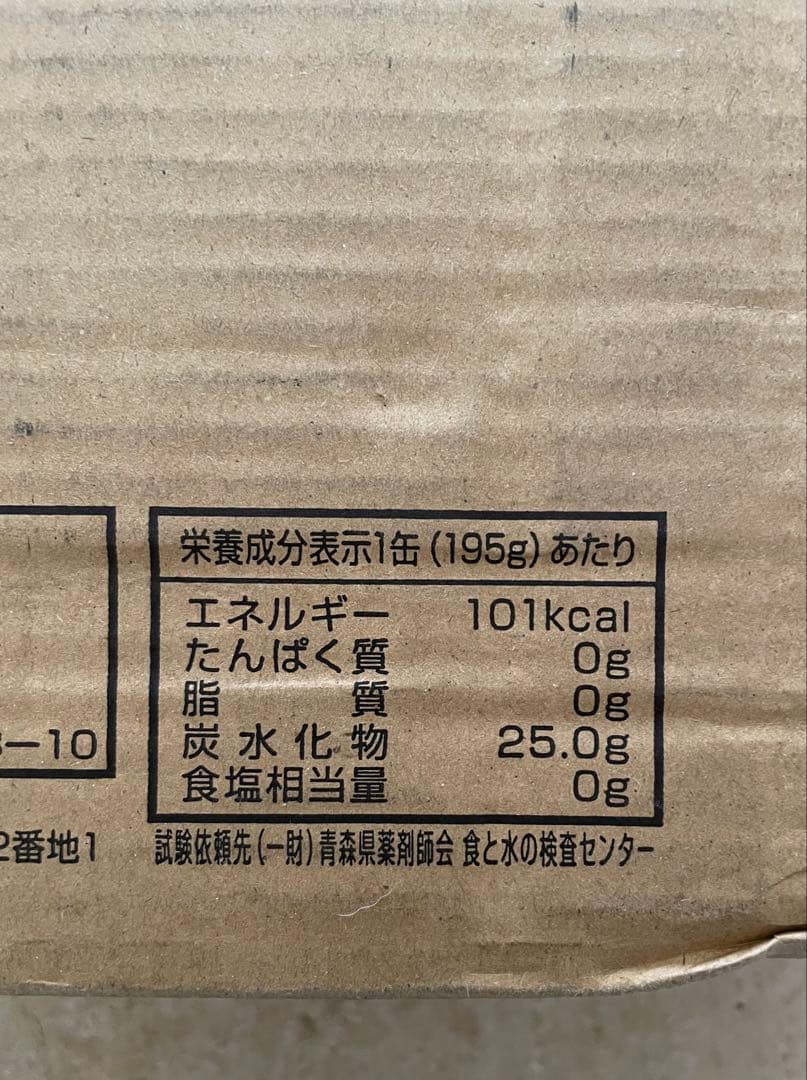 栄養成分表示1缶(195g)あたり
エネルギー 101kcal
たんぱく質 0g
脂質 0g
炭水化物 25.0g
食塩相当量 0g
-10
2番地1
試験依頼先(一財)青森県薬剤師会 食と水の検査センター